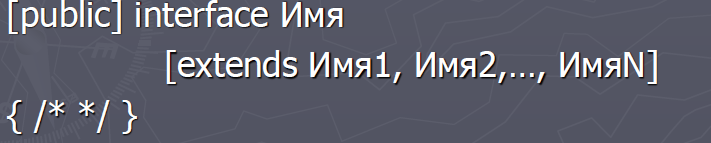 [public] interface Имя
[extends Имя1, Имя2,..., ИмяN]
{ /* */ }